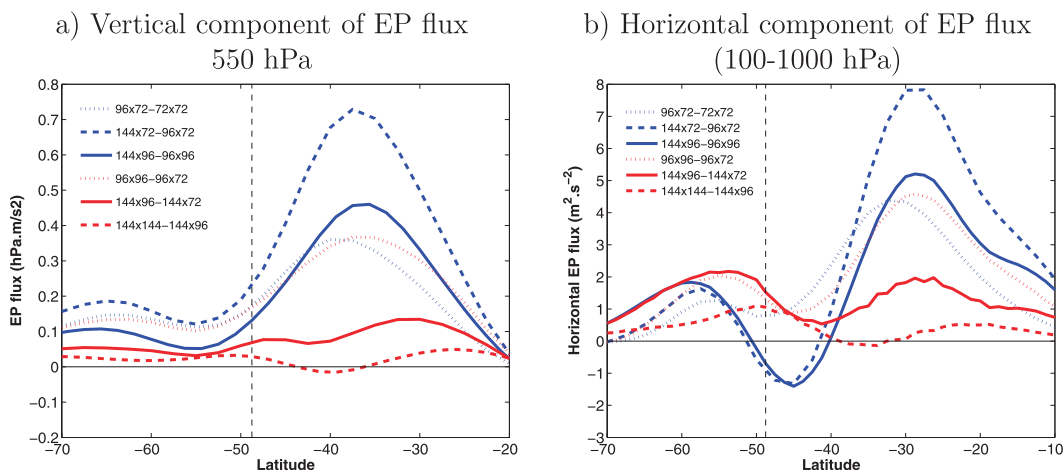 a) Vertical component of EP flux
550 hPa
EP flux (hPa.m/s2)
0.8
0.7
0.6
0.5
0.4
0.3
0.2
0.1
0
−0.1
−0.2
96x72−72x72
144x72−96x72
144x96−96x96
96x96−96x72
144x96−144x72
144x144−144x96
−70 −60 −50 −40 −30 −20
Latitude
b) Horizontal component of EP flux
(100-1000 hPa)
Horizontal EP flux (m².s−2)
8
7
6
5
4
3
2
1
0
−1
−2
−3
96x72−72x72
144x72−96x72
144x96−96x96
96x96−96x72
144x96−144x72
144x144−144x96
−70 −60 −50 −40 −30 −20 −10
Latitude